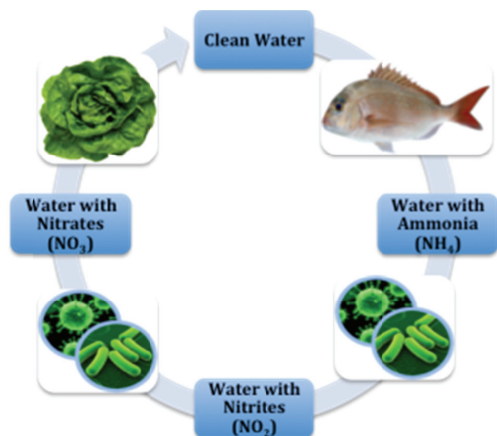 Clean Water
Water with
Nitrates
(NO₃)
Water with
Ammonia
(NH₄)
Water with
Nitrites
(NO₂)